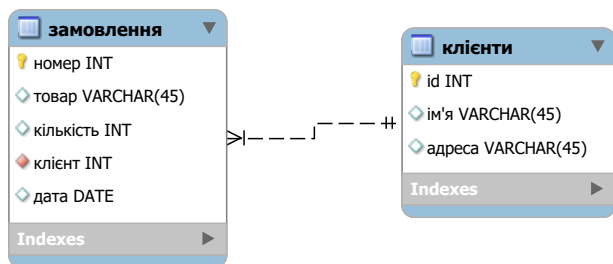 замовлення
номер INT
товар VARCHAR(45)
кількість INT
клієнт INT
дата DATE
Indexes
клієнти
id INT
ім'я VARCHAR(45)
адреса VARCHAR(45)
Indexes